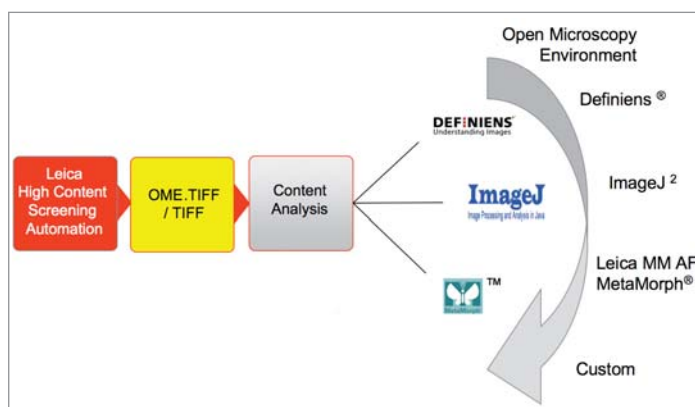 Leica
High Content
Screening
Automation
OME.TIFF
/ TIFF
Content
Analysis
DEFINIENS®
Understanding Images
ImageJ
Image Processing and Analysis in Java
TM
Open Microscopy
Environment
Definiens ®
ImageJ ²
Leica MM AF
MetaMorph®
Custom